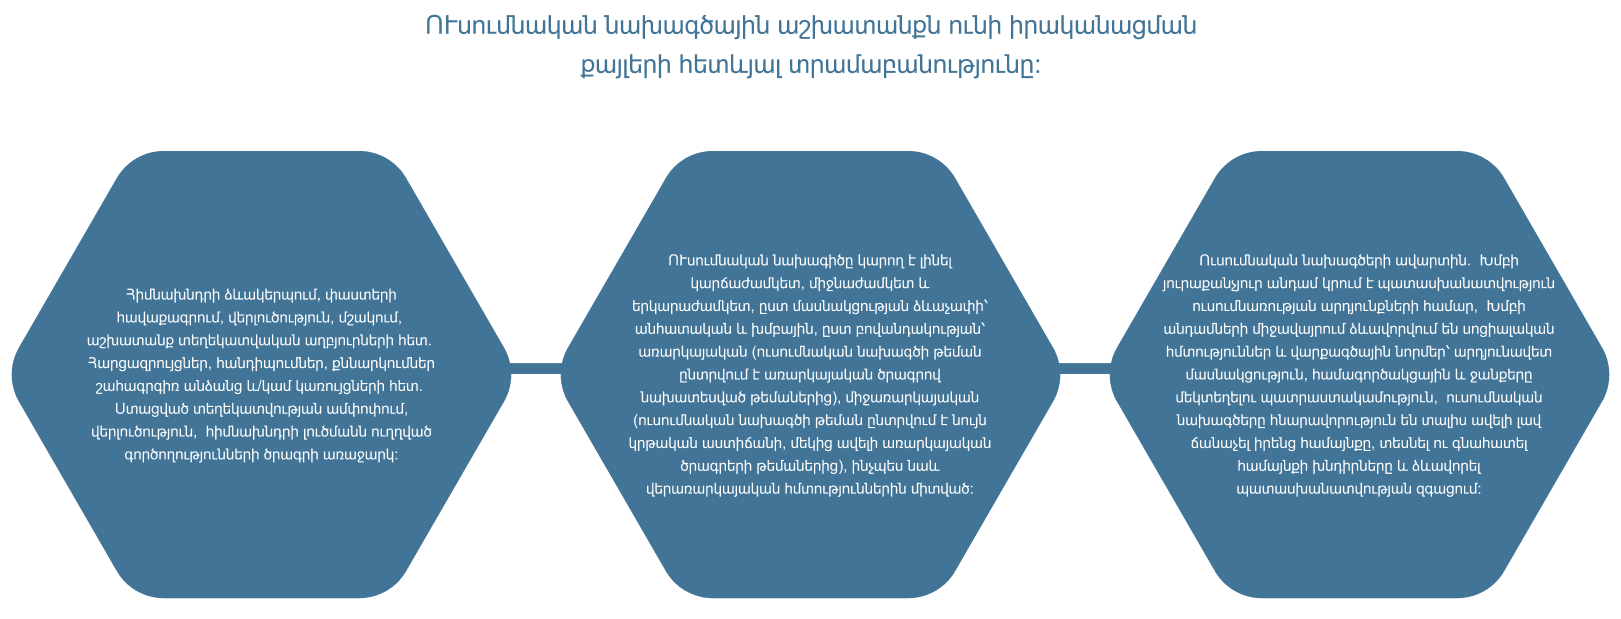 ՈՒսումնական նախագծային աշխատանքն ունի իրականացման
քայլերի հետևյալ տրամաբանությունը:
Հիմնախնդրի ձևակերպում, փաստերի
հավաքագրում, վերլուծություն, մշակում,
աշխատանք տեղեկատվական աղբյուրների հետ.
Հարցազրույցներ, հանդիպումներ, քննարկումներ
շահագրգիռ անձանց և/կամ կառույցների հետ.
Ստացված տեղեկատվության ամփոփում,
վերլուծություն, հիմնախնդրի լուծմանն ուղղված
գործողությունների ծրագրի առաջարկ:
ՈՒսումնական նախագիծը կարող է լինել
կարճաժամկետ, միջնաժամկետ և
երկարաժամկետ, ըստ մասնակցության ձևաչափի՝
անհատական և խմբային, ըստ բովանդակության՝
առարկայական (ուսումնական նախագծի թեման
ընտրվում է առարկայական ծրագրով
նախատեսված թեմաներից), միջառարկայական
(ուսումնական նախագծի թեման ընտրվում է նույն
կրթական աստիճանի, մեկից ավելի առարկայական
ծրագրերի թեմաներից), ինչպես նաև
վերառարկայական հմտություններին միտված:
Ուսումնական նախագծերի ավարտին. Խմբի
յուրաքանչյուր անդամ կրում է պատասխանատվություն
ուսումնառության արդյունքների համար, Խմբի
անդամների միջավայրում ձևավորվում են սոցիալական
հմտություններ և վարքագծային նորմեր՝ արդյունավետ
մասնակցություն, համագործակցային և ջանքերը
մեկտեղելու պատրաստակամություն, ուսումնական
նախագծերը հնարավորություն են տալիս ավելի լավ
ճանաչել իրենց համայնքը, տեսնել ու գնահատել
համայնքի խնդիրները և ձևավորել
պատասխանատվության զգացում: